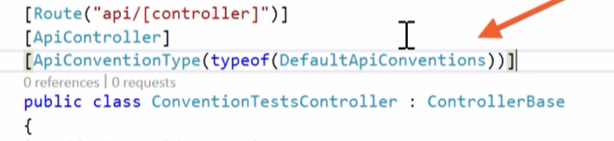 [Route("api/[controller]")]
[ApiController]
[ApiConventionType(typeof(DefaultApiConventions))]
0 references | 0 requests
public class ConventionTestsController : ControllerBase
{